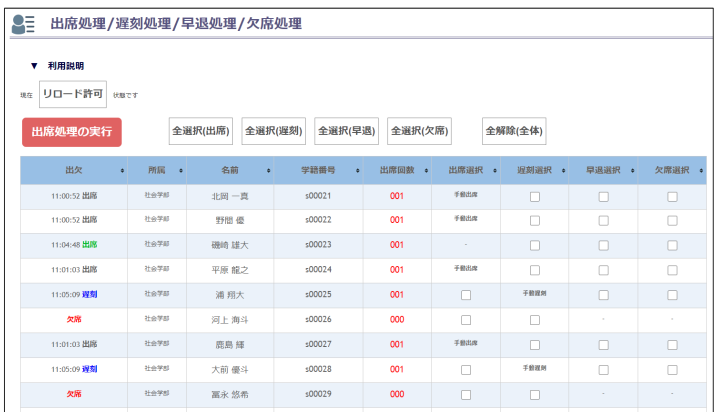 出席処理/遅刻処理/早退処理/欠席処理
▼ 利用説明
現在 リロード許可 状態です
出席処理の実行 全選択(出席) 全選択(遅刻) 全選択(早退) 全選択(欠席) 全解除(全体)
出欠 所属 名前 学籍番号 出席回数 出席選択 遅刻選択 早退選択 欠席選択
11:00:52 出席 社会学部 北岡 一真 s00021 001 手動出席
11:00:52 出席 社会学部 野間 優 s00022 001 手動出席
11:04:48 出席 社会学部 磯崎 雄大 s00023 001 -
11:01:03 出席 社会学部 平原 龍之 s00024 001 手動出席
11:05:09 遅刻 社会学部 浦 翔大 s00025 001 手動遅刻
欠席 社会学部 河上 海斗 s00026 000 - -
11:01:03 出席 社会学部 鹿島 輝 s00027 001 手動出席
11:05:09 遅刻 社会学部 大前 優斗 s00028 001 手動遅刻
欠席 社会学部 冨永 悠希 s00029 000 - -